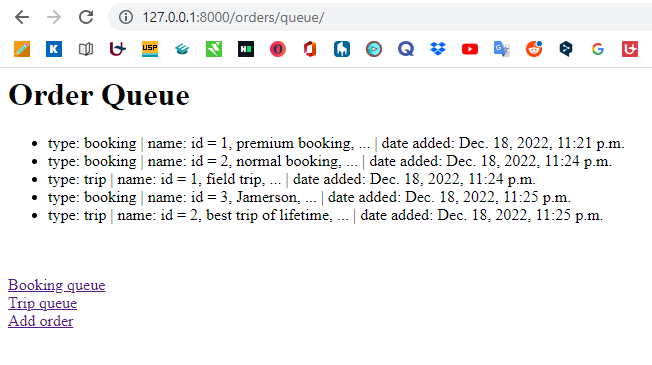 127.0.0.1:8000/orders/queue/
USP
Order Queue
type: booking | name: id = 1, premium booking, ... | date added: Dec. 18, 2022, 11:21 p.m.
type: booking | name: id = 2, normal booking, ... | date added: Dec. 18, 2022, 11:24 p.m.
type: trip | name: id = 1, field trip, ... | date added: Dec. 18, 2022, 11:24 p.m.
type: booking | name: id = 3, Jamerson, ... | date added: Dec. 18, 2022, 11:25 p.m.
type: trip | name: id = 2, best trip of lifetime, ... | date added: Dec. 18, 2022, 11:25 p.m.
Booking queue
Trip queue
Add order